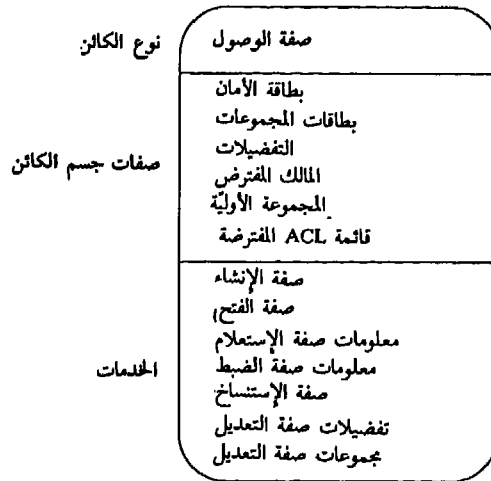 نوع الكائن
صفة الوصول
صفات جسم الكائن
بطاقة الأمان
بطاقات المجموعات
التفضيلات
المالك المفترض
المجموعة الأوليّة
قائمة ACL المفترضة
الخدمات
صفة الإنشاء
صفة الفتح
معلومات صفة الإستعلام
معلومات صفة الضبط
صفة الإستنساخ
تفضيلات صفة التعديل
مجموعات صفة التعديل